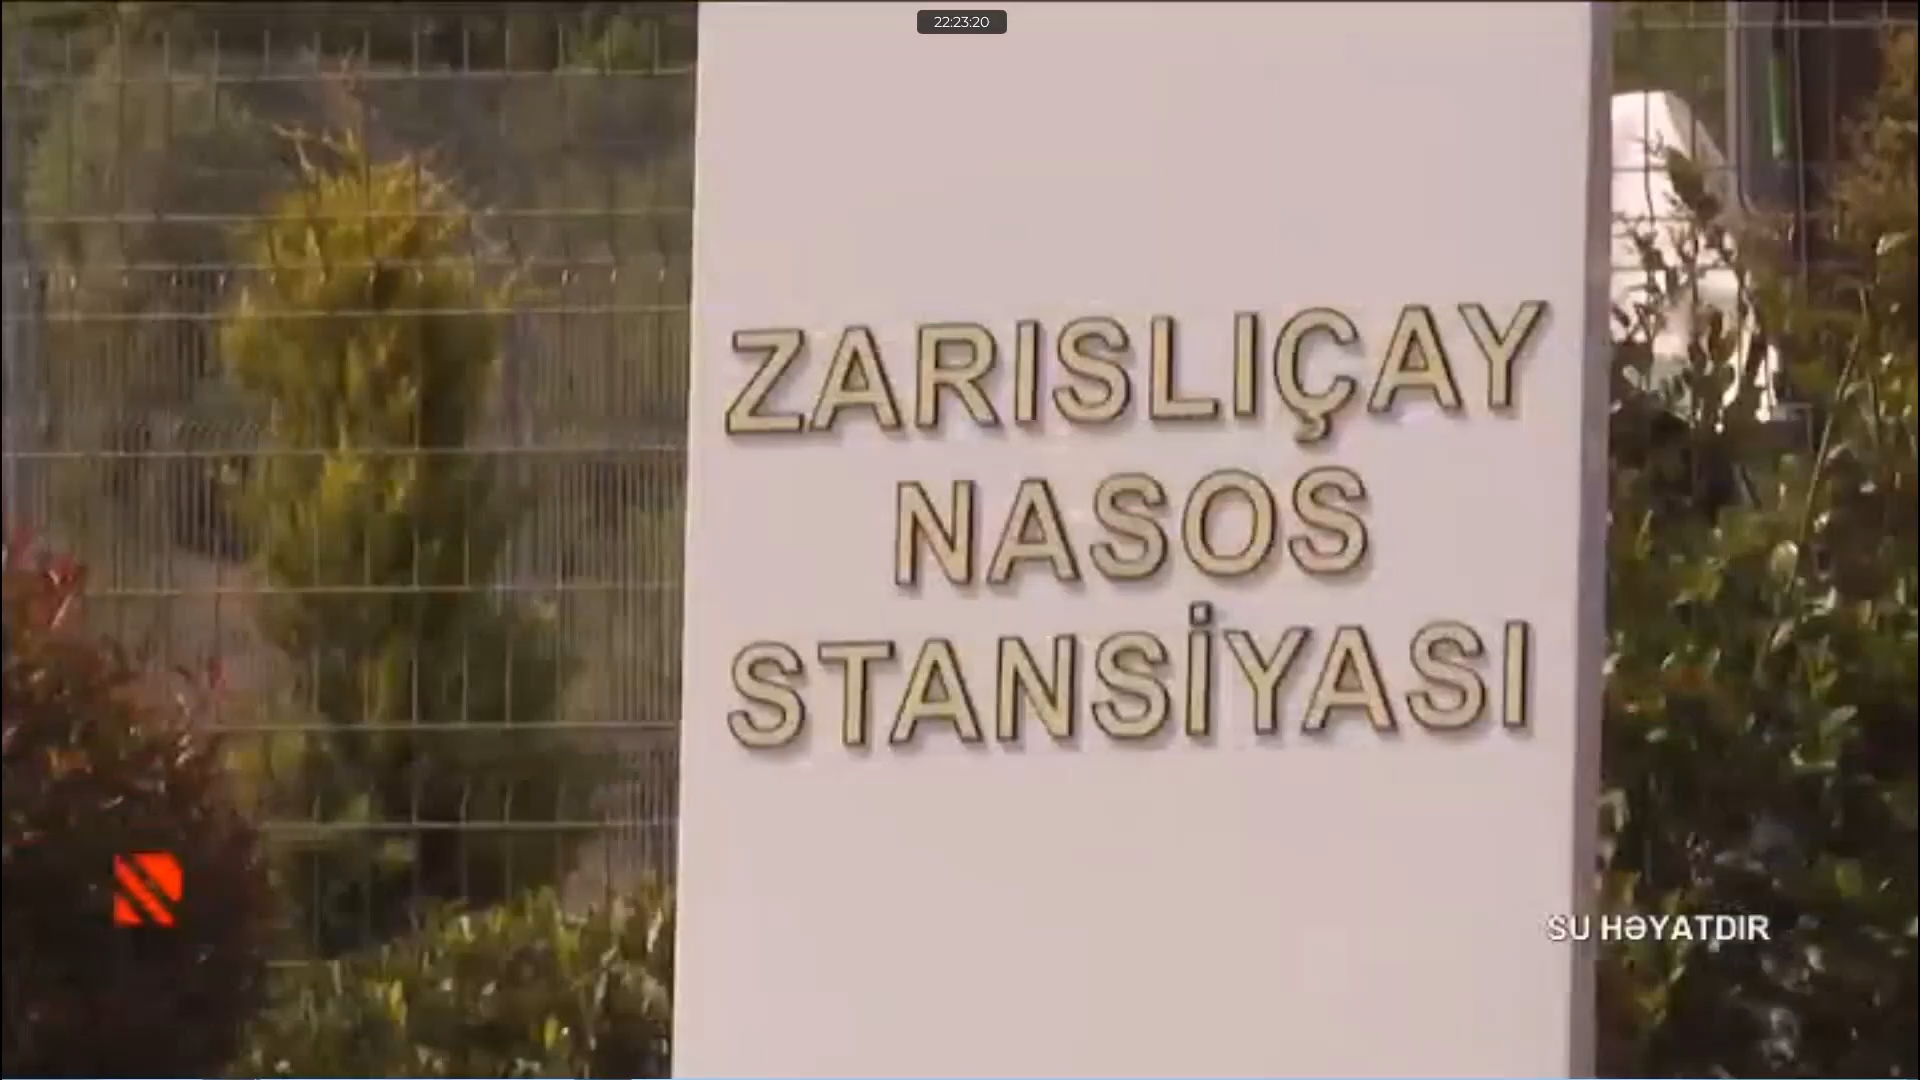 22:23:20
ZARISLIÇAY
NASOS
STANSİYASI
SU HƏYATDIR